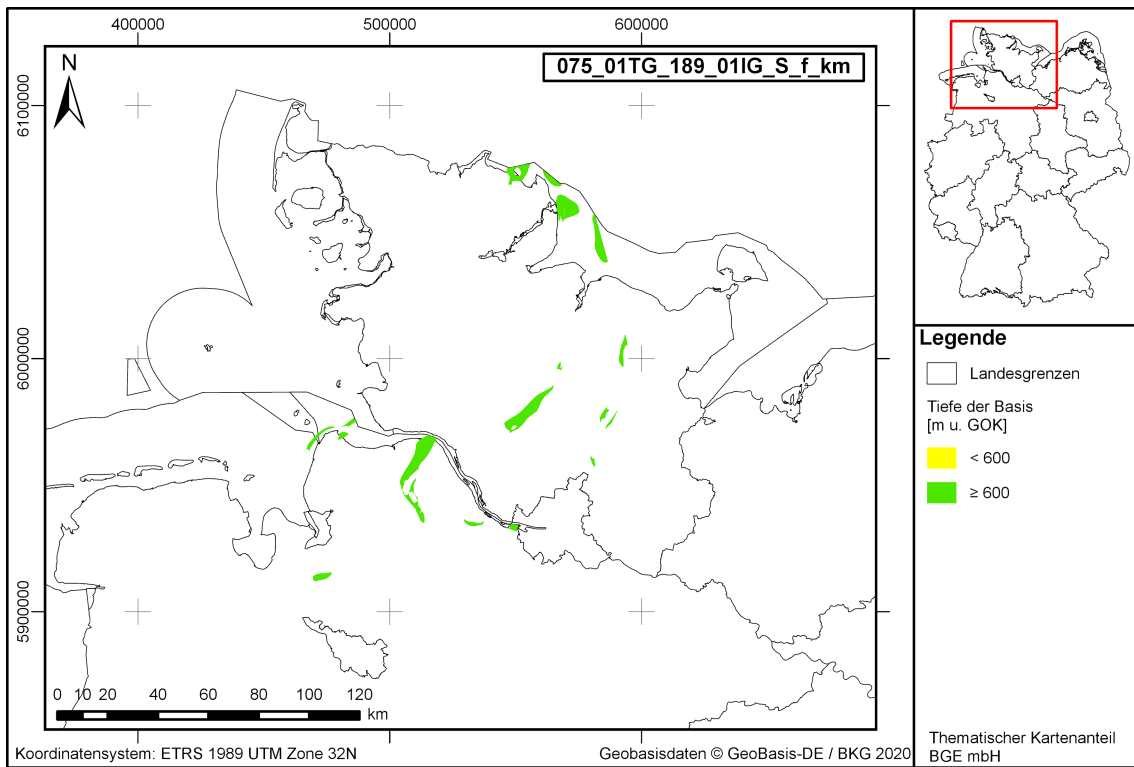 400000 500000 600000
075_01TG_189_01IG_S_f_km
N
6100000
6000000
5900000
0 10 20 40 60 80 100 120
km
Koordinatensystem: ETRS 1989 UTM Zone 32N
Geobasisdaten © GeoBasis-DE / BKG 2020
Legende
Landesgrenzen
Tiefe der Basis
[m u. GOK]
< 600
≥ 600
Thematischer Kartenanteil
BGE mbH